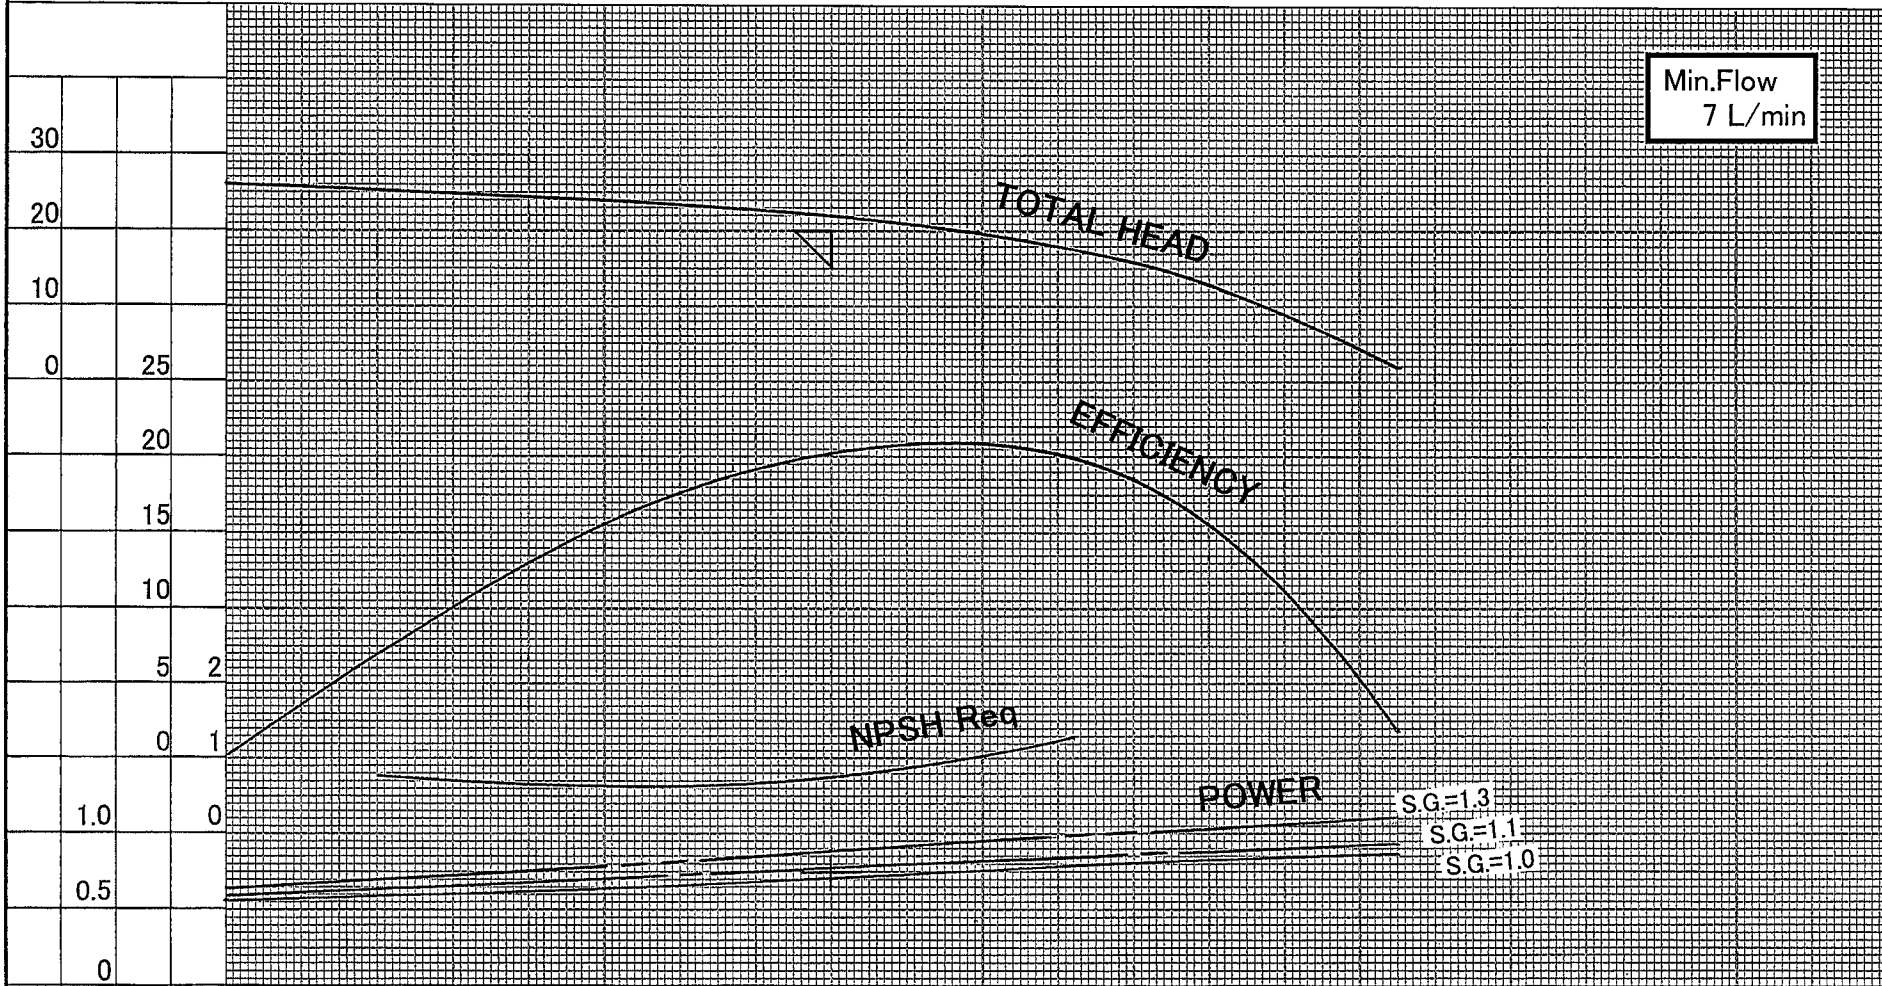 Min.Flow
7 L/min
30
20
10
0 25
20
15
10
5 2
0 1
1.0 0
0.5
0
TOTAL HEAD
EFFICIENCY
NPSH Req
POWER
S.G.=1.3
S.G.=1.1
S.G.=1.0